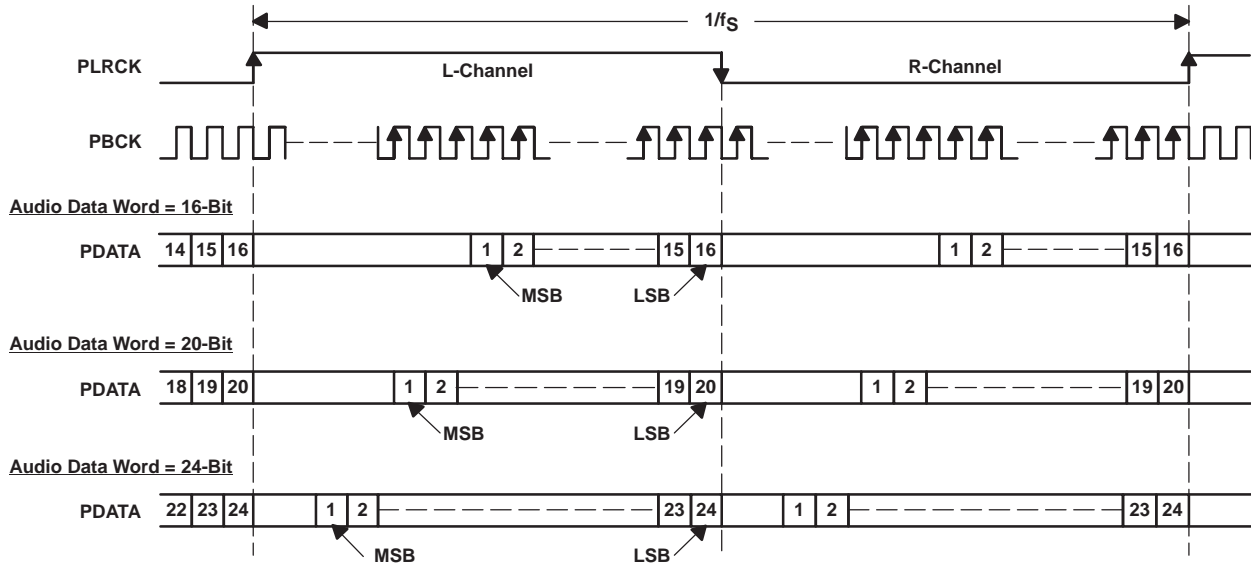 1/fS
PLRCK L-Channel R-Channel
PBCK
Audio Data Word = 16-Bit
PDATA 14 15 16 1 2 15 16 1 2 15 16
MSB LSB
Audio Data Word = 20-Bit
PDATA 18 19 20 1 2 19 20 1 2 19 20
MSB LSB
Audio Data Word = 24-Bit
PDATA 22 23 24 1 2 23 24 1 2 23 24
MSB LSB